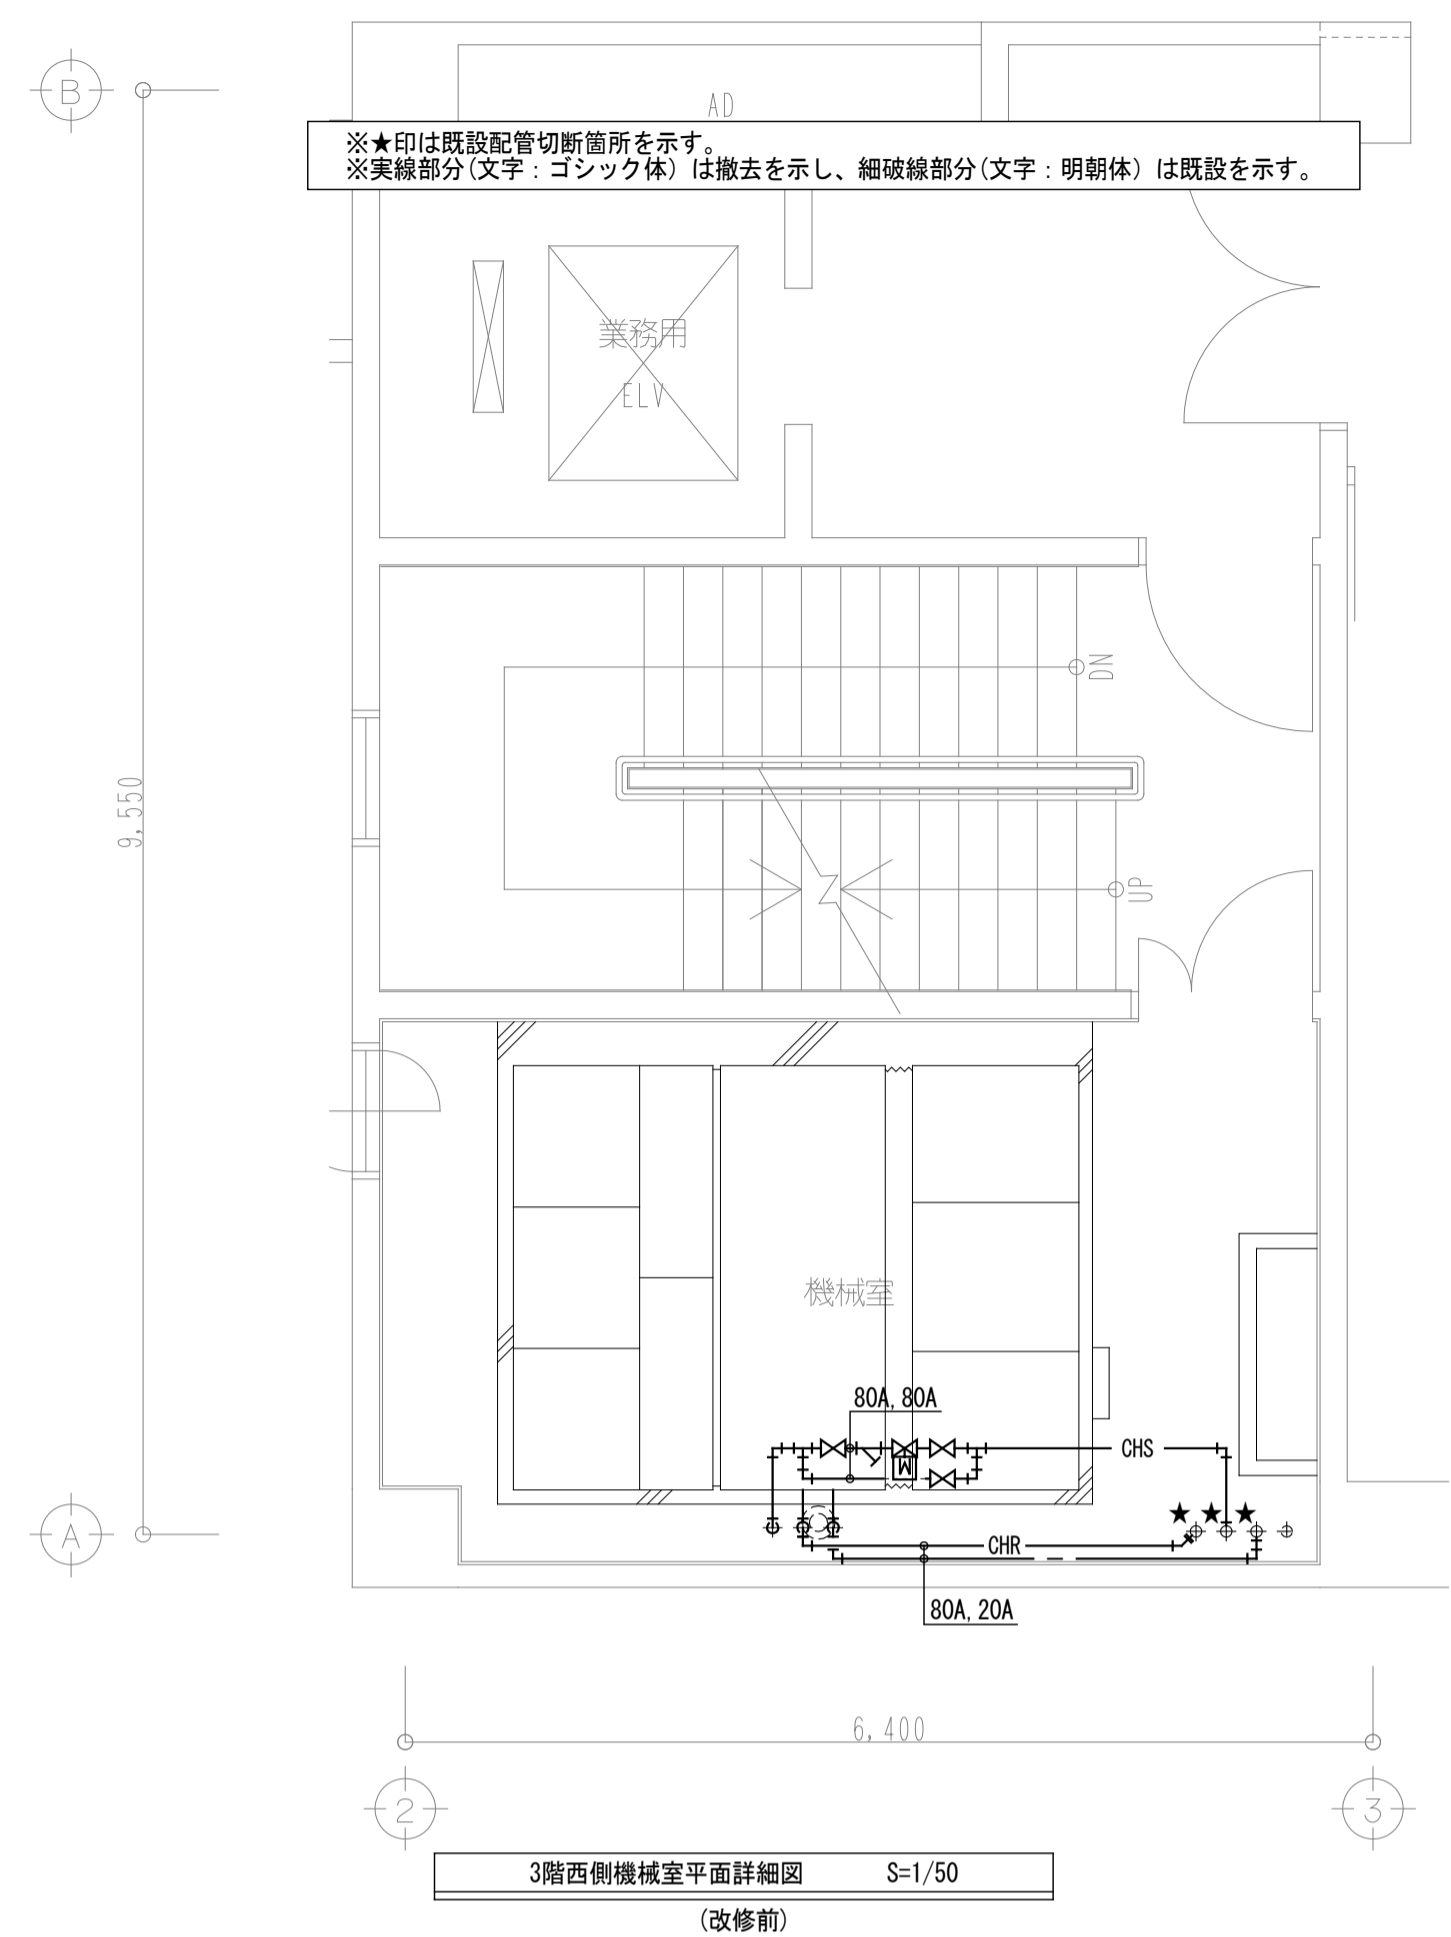 B
AD
※★印は既設配管切断箇所を示す。
※実線部分(文字：ゴシック体)は撤去を示し、細破線部分(文字：明朝体)は既設を示す。
業務用
ELV
DN
9,550
UP
機械室
80A,80A
CHS
M
★ ★ ★
A
CHR
80A,20A
6,400
2
3
3階西側機械室平面詳細図 S=1/50
(改修前)